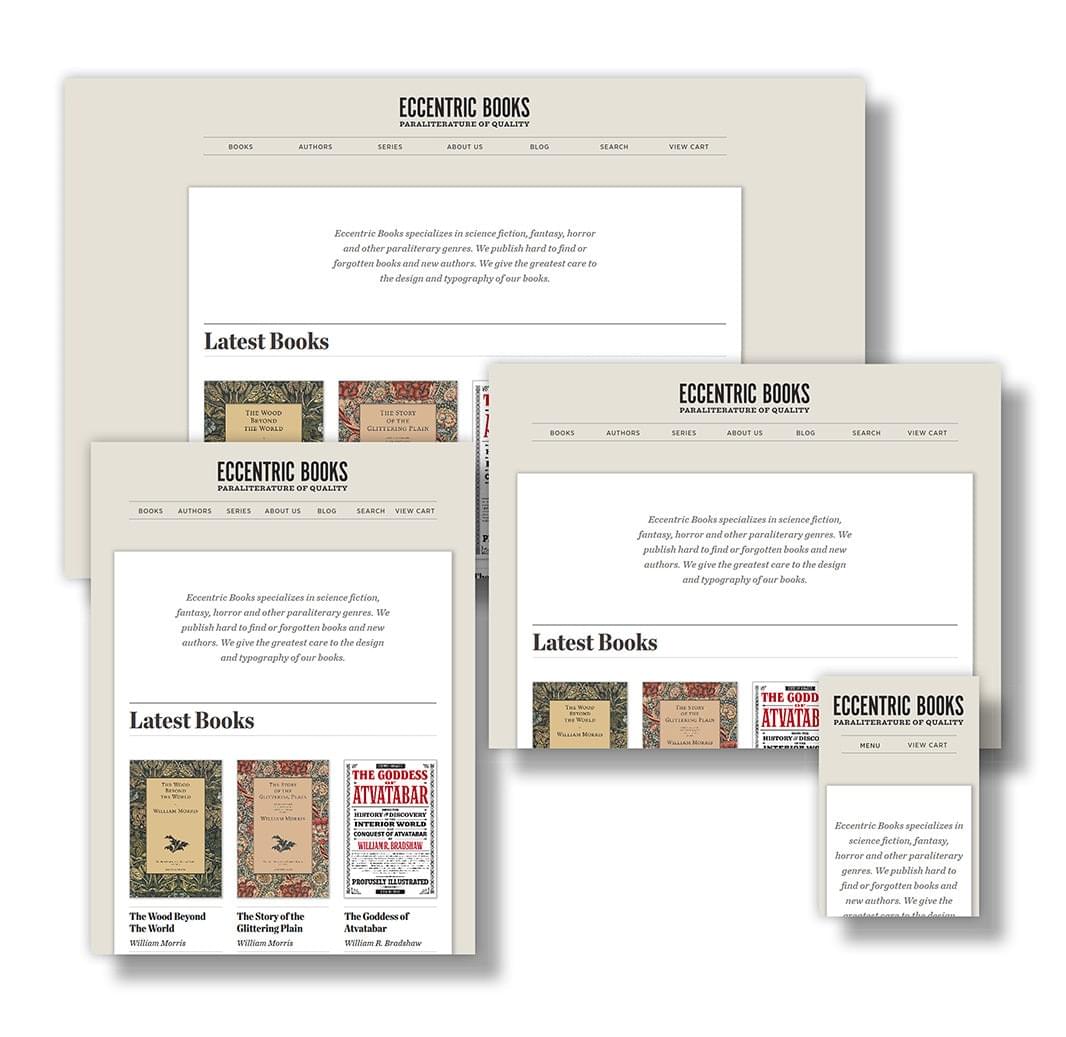 ECCENTRIC BOOKS
PARALITERATURE OF QUALITY
BOOKS AUTHORS SERIES ABOUT US BLOG SEARCH VIEW CART
Eccentric Books specializes in science fiction, fantasy, horror
and other paraliterary genres. We publish hard to find or
forgotten books and new authors. We give the greatest care to
the design and typography of our books.
Latest Books
THE WOOD
BEYOND
THE WORLD
THE STORY
OF THE
GLITTERING PLAIN
ECCENTRIC BOOKS
PARALITERATURE OF QUALITY
BOOKS AUTHORS SERIES ABOUT US BLOG SEARCH VIEW CART
Eccentric Books specializes in science fiction,
fantasy, horror and other paraliterary genres. We
publish hard to find or forgotten books and new
authors. We give the greatest care to the design
and typography of our books.
Latest Books
THE WOOD
BEYOND
THE WORLD
WILLIAM MORRIS
THE STORY
OF THE
GLITTERING PLAIN
WILLIAM MORRIS
THE GODD
OF
ATVATAB
HISTORY OF DISCO
ECCENTRIC BOOKS
PARALITERATURE OF QUALITY
BOOKS AUTHORS SERIES ABOUT US BLOG SEARCH VIEW CART
Eccentric Books specializes in science fiction,
fantasy, horror and other paraliterary genres. We
publish hard to find or forgotten books and new
authors. We give the greatest care to the design
and typography of our books.
Latest Books
THE WOOD
BEYOND
THE WORLD
WILLIAM MORRIS
THE STORY
OF THE
GLITTERING PLAIN
WILLIAM MORRIS
THE GODDESS
OF
ATVATABAR
BEING THE
HISTORY OF DISCOVERY
OF THE
INTERIOR WORLD
AND
CONQUEST OF ATVATABAR
BY
WILLIAM R. BRADSHAW
PROFUSELY ILLUSTRATED
The Wood Beyond
The World
William Morris
The Story of the
Glittering Plain
William Morris
The Goddess of
Atvatabar
William R. Bradshaw
ECCENTRIC BOOKS
PARALITERATURE OF QUALITY
MENU VIEW CART
Eccentric Books specializes in
science fiction, fantasy,
horror and other paraliterary
genres. We publish hard to
find or forgotten books and
new authors. We give the
greatest care to the design